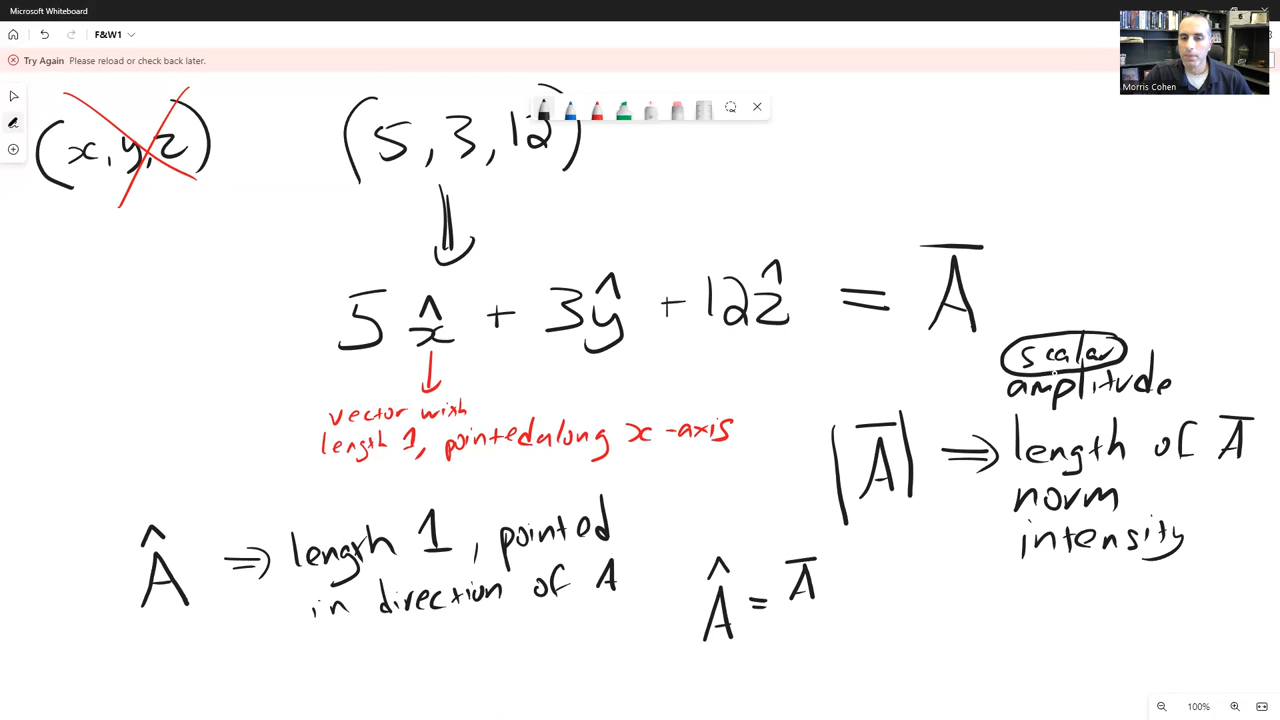 Microsoft Whiteboard
F&W1
Try Again Please reload or check back later.
Morris Cohen
(x, y, z)
(5, 3, 12)
⇓
5 x̂ + 3ŷ + 12ẑ = A̅
vector with
length 1, pointed along x-axis
scalar
amplitude
|A̅| ⇒ length of A̅
norm
intensity
Â ⇒ length 1, pointed
in direction of A
Â = A̅
100%